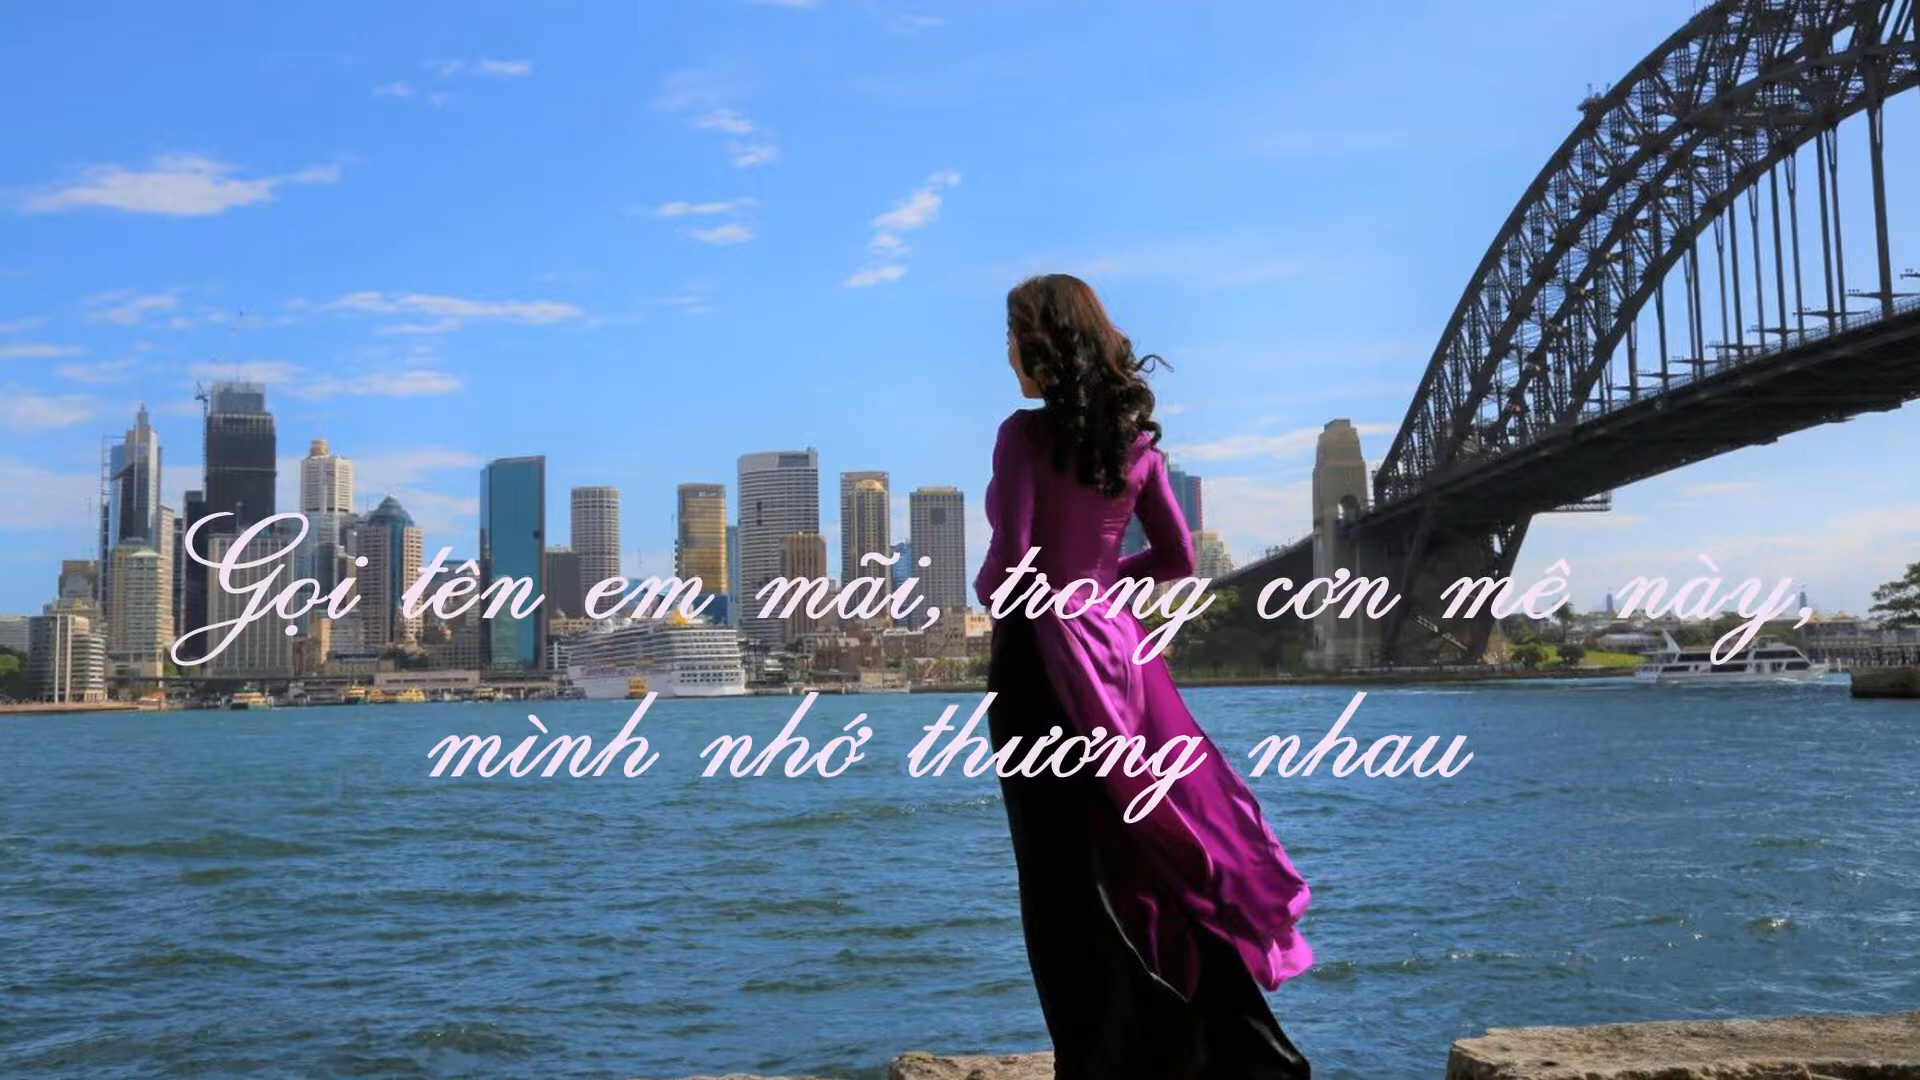 Gọi tên em mãi, trong cơn mê này,
mình nhớ thương nhau